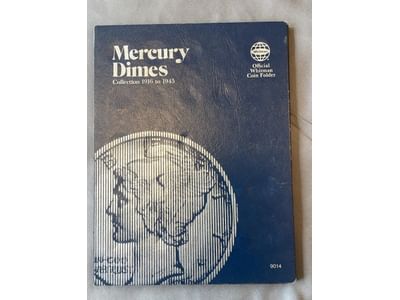 Mercury
Dimes
Collection 1916 to 1945
Official
Whitman
Coin Folder
9014